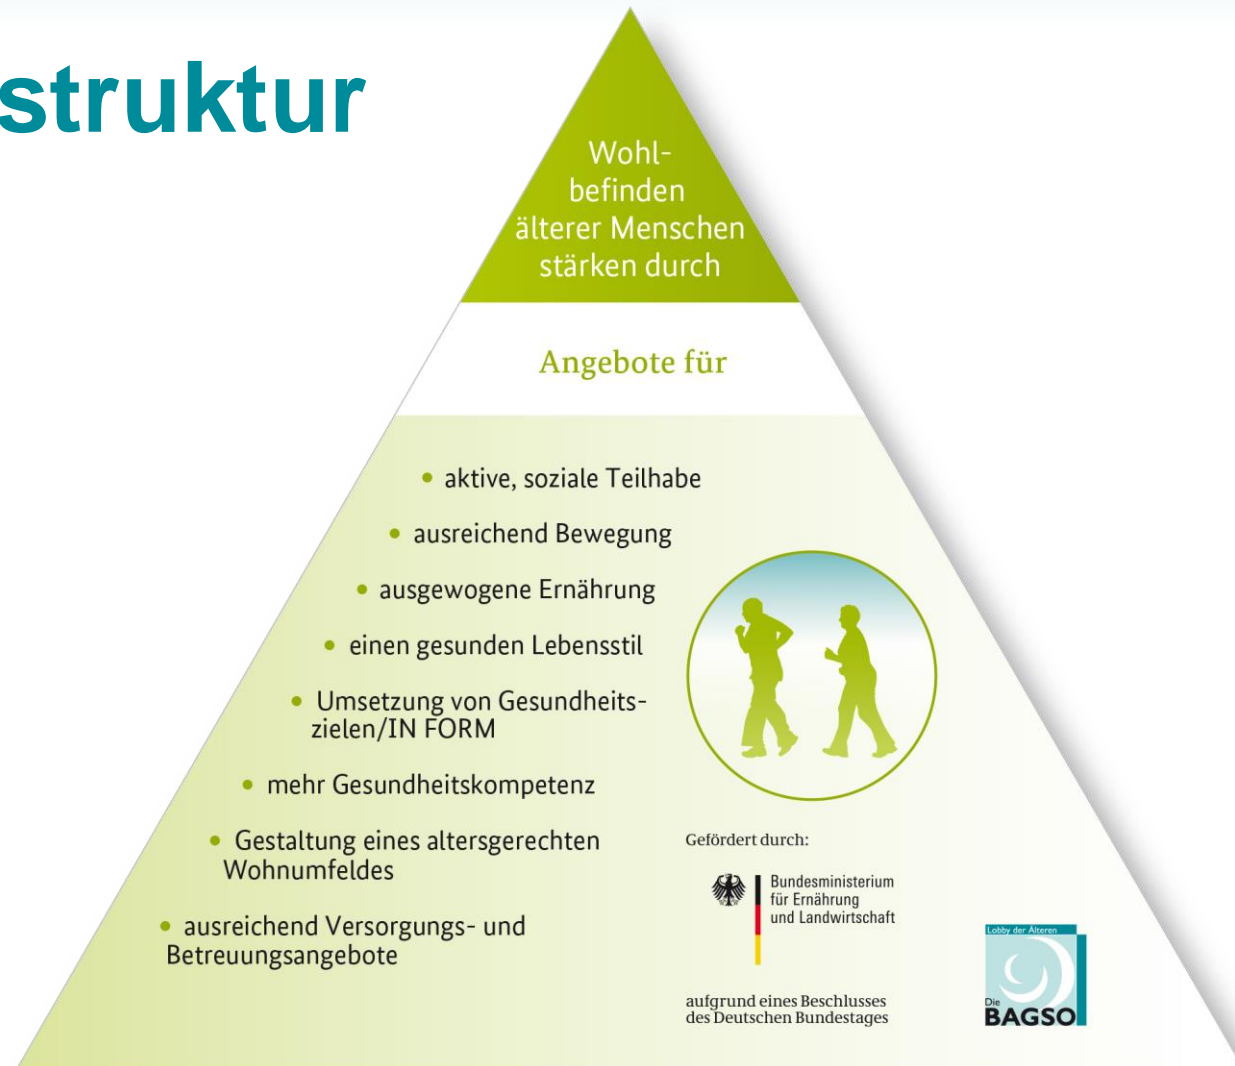 struktur
Wohl-
befinden
älterer Menschen
stärken durch
Angebote für
• aktive, soziale Teilhabe
• ausreichend Bewegung
• ausgewogene Ernährung
• einen gesunden Lebensstil
• Umsetzung von Gesundheits-
zielen/IN FORM
• mehr Gesundheitskompetenz
• Gestaltung eines altersgerechten
Wohnumfeldes
• ausreichend Versorgungs- und
Betreuungsangebote
Gefördert durch:
Bundesministerium
für Ernährung
und Landwirtschaft
aufgrund eines Beschlusses
des Deutschen Bundestages
Lobby der Älteren
Die
BAGSO